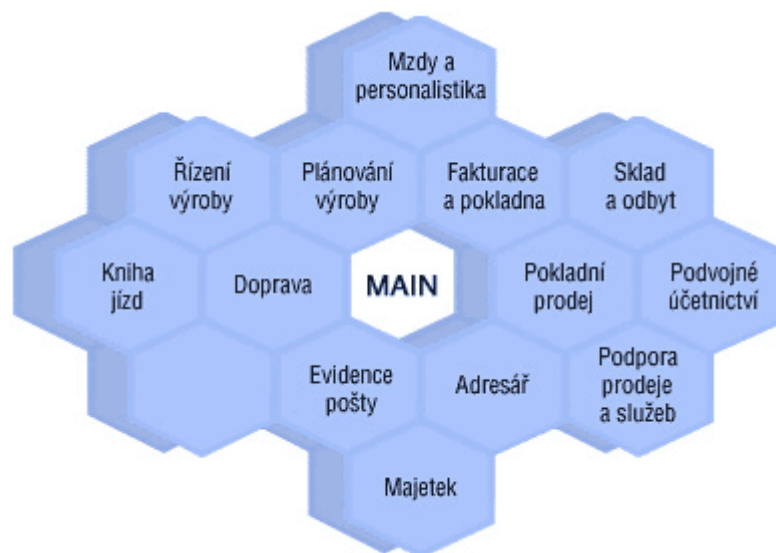 Mzdy a
personalistika
Řízení
výroby
Plánování
výroby
Fakturace
a pokladna
Sklad
a odbyt
Kniha
jízd
Doprava
MAIN
Pokladní
prodej
Podvojné
účetnictví
Evidence
pošty
Adresář
Podpora
prodeje
a služeb
Majetek